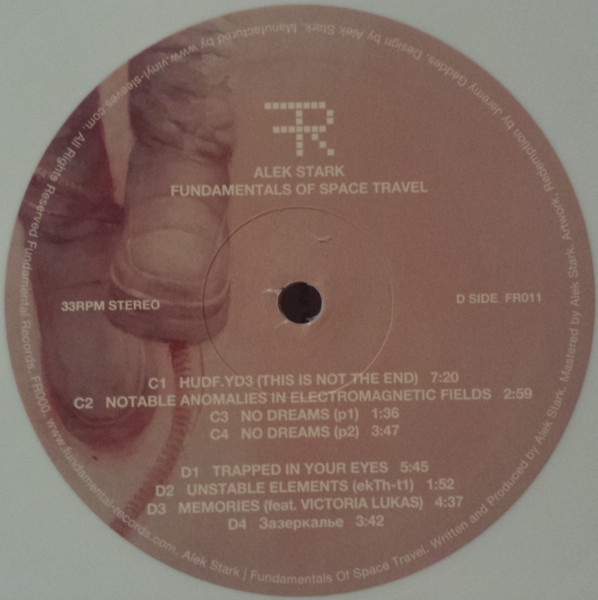 ALEK STARK
FUNDAMENTALS OF SPACE TRAVEL
33RPM STEREO
D SIDE FR011
C1 HUDF.YD3 (THIS IS NOT THE END) 7:20
C2 NOTABLE ANOMALIES IN ELECTROMAGNETIC FIELDS 2:59
C3 NO DREAMS (p1) 1:36
C4 NO DREAMS (p2) 3:47
D1 TRAPPED IN YOUR EYES 5:45
D2 UNSTABLE ELEMENTS (ekTh-t1) 1:52
D3 MEMORIES (feat. VICTORIA LUKAS) 4:37
D4 Зазеркалье 3:42
Alek Stark | Fundamentals Of Space Travel. Written and Produced by Alek Stark. Mastered by Alek Stark. Artwork, Redemption by Jeremy Geddes. Design by Alek Stark. Manufactured by www.vinyl-sleeves.com. All Rights Reserved Fundamental Records. FR000. www.fundamental-records.com.